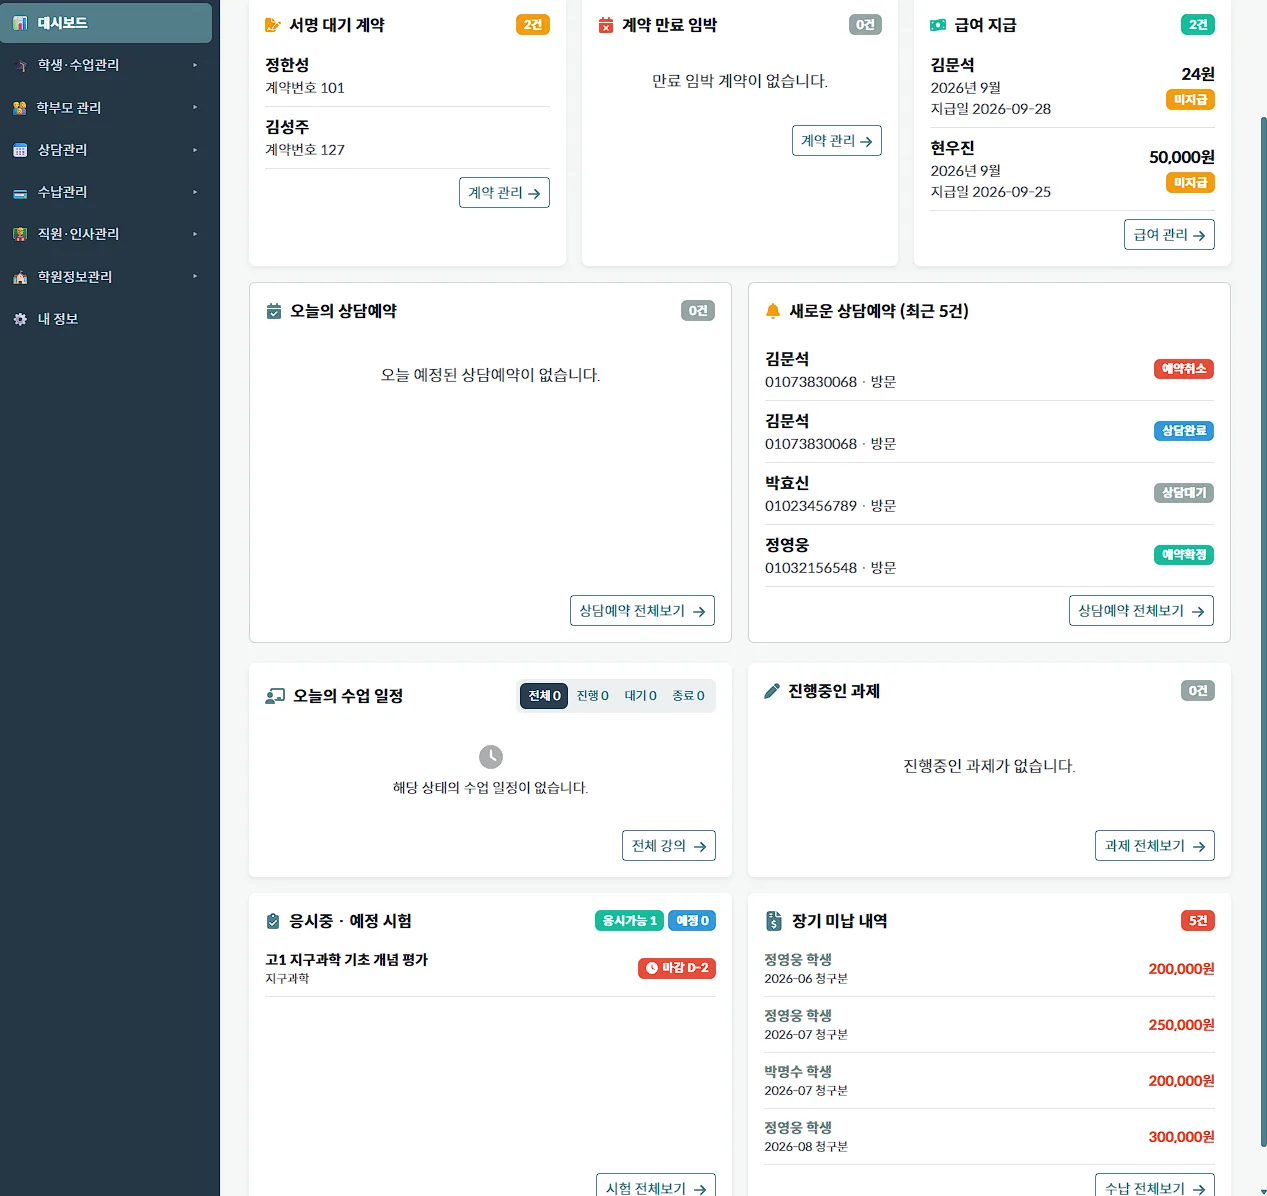 대시보드
학생·수업관리
학부모 관리
상담관리
수납관리
직원·인사관리
학원정보관리
내 정보
서명 대기 계약
2건
정한성
계약번호 101
김성주
계약번호 127
계약 관리 →
계약 만료 임박
0건
만료 임박 계약이 없습니다.
계약 관리 →
급여 지급
2건
김문석
2026년 9월
지급일 2026-09-28
24원
미지급
현우진
2026년 9월
지급일 2026-09-25
50,000원
미지급
급여 관리 →
오늘의 상담예약
0건
오늘 예정된 상담예약이 없습니다.
상담예약 전체보기 →
새로운 상담예약 (최근 5건)
김문석
01073830068 · 방문
예약취소
김문석
01073830068 · 방문
상담완료
박효신
01023456789 · 방문
상담대기
정영웅
01032156548 · 방문
예약확정
상담예약 전체보기 →
오늘의 수업 일정
전체 0 진행 0 대기 0 종료 0
해당 상태의 수업 일정이 없습니다.
전체 강의 →
진행중인 과제
0건
진행중인 과제가 없습니다.
과제 전체보기 →
응시중 · 예정 시험
응시가능 1 예정 0
고1 지구과학 기초 개념 평가
지구과학
마감 D-2
시험 전체보기 →
장기 미납 내역
5건
정영웅 학생
2026-06 청구분
200,000원
정영웅 학생
2026-07 청구분
250,000원
박명수 학생
2026-07 청구분
200,000원
정영웅 학생
2026-08 청구분
300,000원
수납 전체보기 →